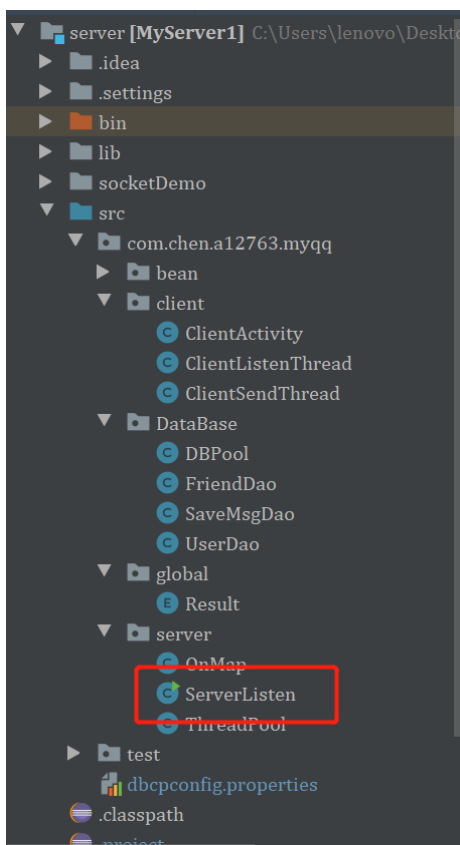 server [MyServer1] C:\Users\lenovo\Deskto
.idea
.settings
bin
lib
socketDemo
src
com.chen.a12763.myqq
bean
client
ClientActivity
ClientListenThread
ClientSendThread
DataBase
DBPool
FriendDao
SaveMsgDao
UserDao
global
Result
server
OnMap
ServerListen
ThreadPool
test
dbcpconfig.properties
.classpath
.project